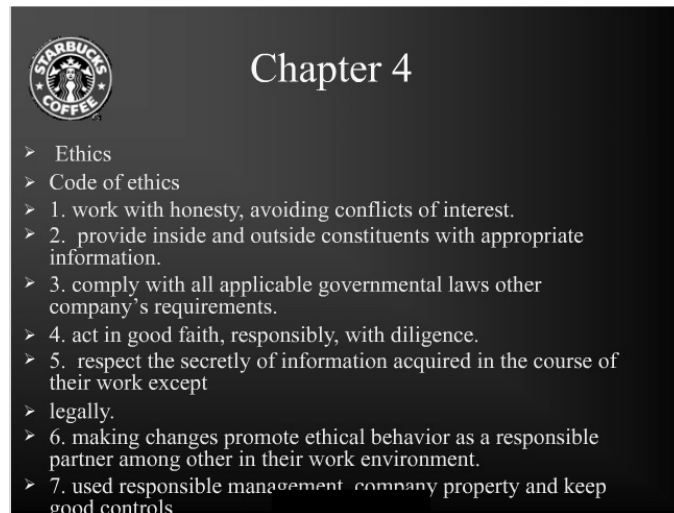 STARBUCKS
COFFEE
Chapter 4
➢ Ethics
➢ Code of ethics
➢ 1. work with honesty, avoiding conflicts of interest.
➢ 2. provide inside and outside constituents with appropriate
information.
➢ 3. comply with all applicable governmental laws other
company's requirements.
➢ 4. act in good faith, responsibly, with diligence.
➢ 5. respect the secretly of information acquired in the course of
their work except
➢ legally.
➢ 6. making changes promote ethical behavior as a responsible
partner among other in their work environment.
➢ 7. used responsible management, company property and keep
good controls